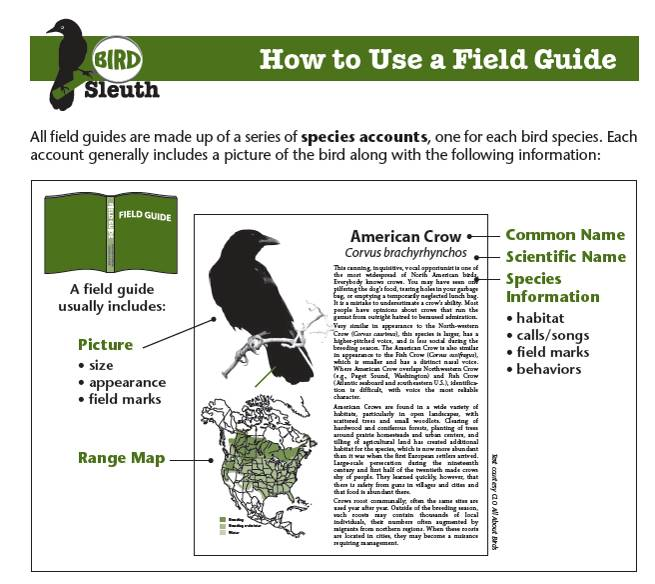 BIRD
Sleuth
How to Use a Field Guide
All field guides are made up of a series of species accounts, one for each bird species. Each
account generally includes a picture of the bird along with the following information:
FIELD GUIDE
FIELD GUIDE
A field guide
usually includes:
Picture
• size
• appearance
• field marks
Range Map
American Crow
Corvus brachyrhynchos
This cunning, inquisitive, vocal opportunist is one of
the most widespread of North American birds.
Everybody knows crows. You may have seen one
pilfering the dog's food, tearing holes in your garbage
bag, or emptying a temporarily neglected lunch bag.
It is a mistake to underestimate a crow's ability. Most
people have opinions about crows that run the
gamut from outright hatred to bemused admiration.
Very similar in appearance to the North-western
Crow (Corvus caurinus), this species is larger, has a
higher-pitched voice, and is less social during the
breeding season. The American Crow is also similar
in appearance to the Fish Crow (Corvus ossifragus),
which is smaller and has a distinct nasal voice.
Where American Crow overlaps Northwestern Crow
(e.g., Puget Sound, Washington) and Fish Crow
(Atlantic seaboard and southeastern U.S.), identifica-
tion is difficult, with voice the most reliable
character.
American Crows are found in a wide variety of
habitats, particularly in open landscapes, with
scattered trees and small woodlots. Clearing of
hardwood and coniferous forests, planting of trees
around prairie homesteads and urban centers, and
tilling of agricultural land has created additional
habitat for the species, which is now more abundant
than it was when the first European settlers arrived.
Large-scale persecution during the nineteenth
century and first half of the twentieth made crows
shy of people. They learned quickly, however, that
there is safety from guns in villages and cities and
that food is abundant there.
Crows roost communally; often the same sites are
used year after year. Outside of the breeding season,
such roosts may contain thousands of local
individuals, their numbers often augmented by
migrants from northern regions. When these roosts
are located in cities, they may become a nuisance
requiring management.
Breeding
Text courtesy CLO All About Birds
Common Name
Scientific Name
Species
Information
• habitat
• calls/songs
• field marks
• behaviors